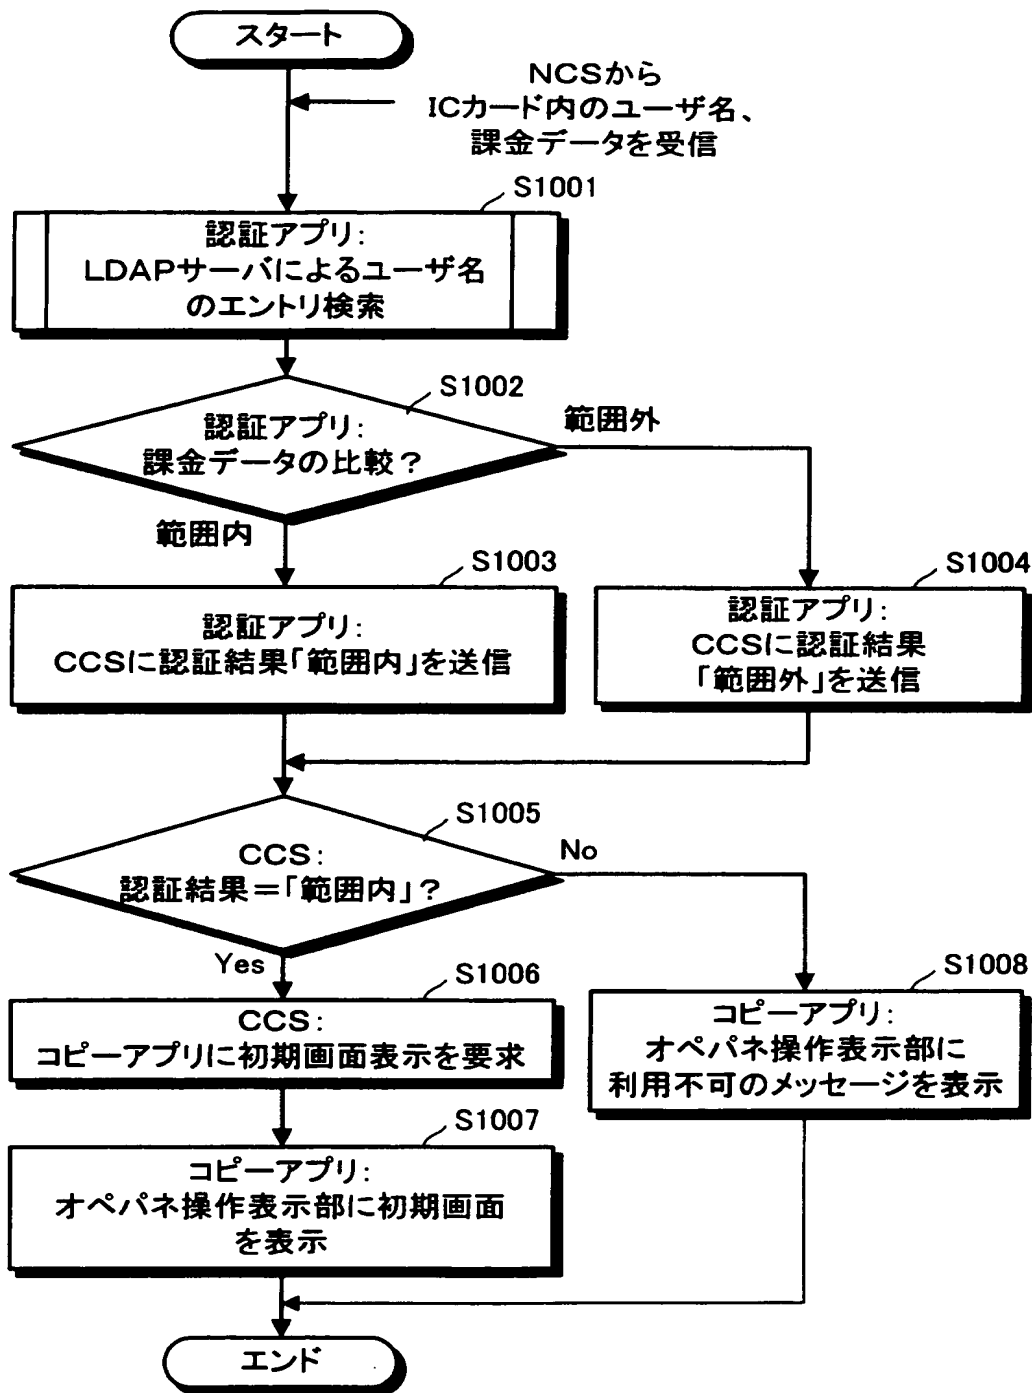 スタート
NCSから
ICカード内のユーザ名、
課金データを受信
S1001
認証アプリ:
LDAPサーバによるユーザ名
のエントリ検索
S1002
認証アプリ:
課金データの比較?
範囲外
範囲内
S1003
認証アプリ:
CCSに認証結果「範囲内」を送信
S1004
認証アプリ:
CCSに認証結果
「範囲外」を送信
S1005
CCS:
認証結果=「範囲内」?
No
Yes
S1006
CCS:
コピーアプリに初期画面表示を要求
S1008
コピーアプリ:
オペパネ操作表示部に
利用不可のメッセージを表示
S1007
コピーアプリ:
オペパネ操作表示部に初期画面
を表示
エンド